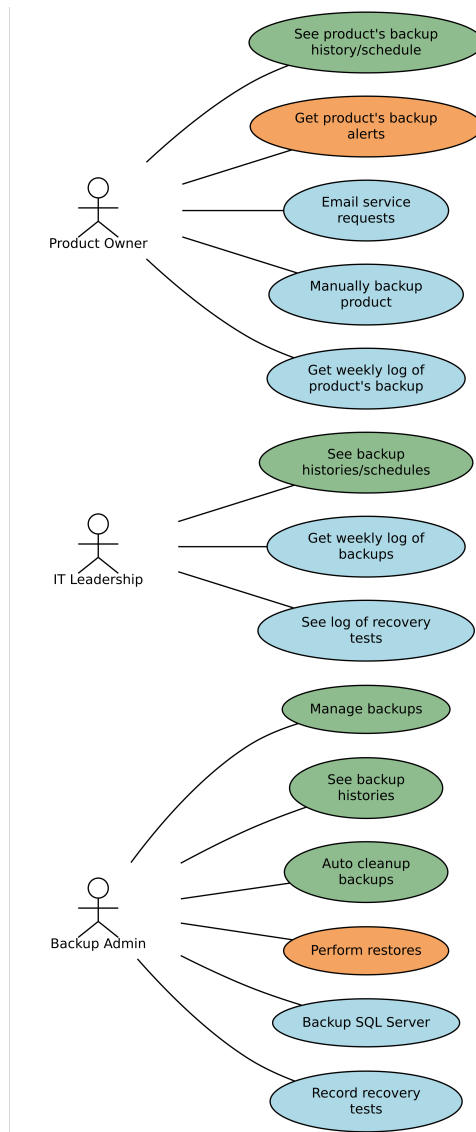 See product's backup
history/schedule
Get product's backup
alerts
Email service
requests
Product Owner
Manually backup
product
Get weekly log of
product's backup
See backup
histories/schedules
Get weekly log of
backups
IT Leadership
See log of recovery
tests
Manage backups
See backup
histories
Auto cleanup
backups
Backup Admin
Perform restores
Backup SQL Server
Record recovery
tests